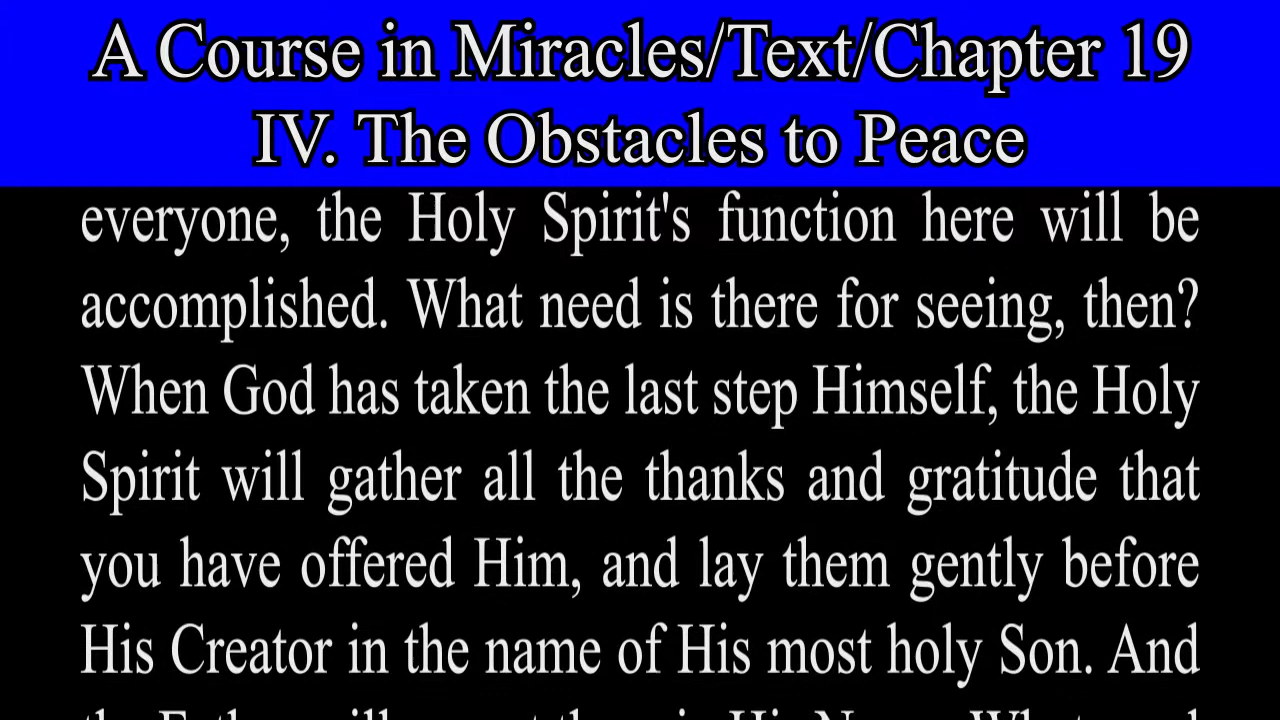 A Course in Miracles/Text/Chapter 19
IV. The Obstacles to Peace
everyone, the Holy Spirit's function here will be
accomplished. What need is there for seeing, then?
When God has taken the last step Himself, the Holy
Spirit will gather all the thanks and gratitude that
you have offered Him, and lay them gently before
His Creator in the name of His most holy Son. And